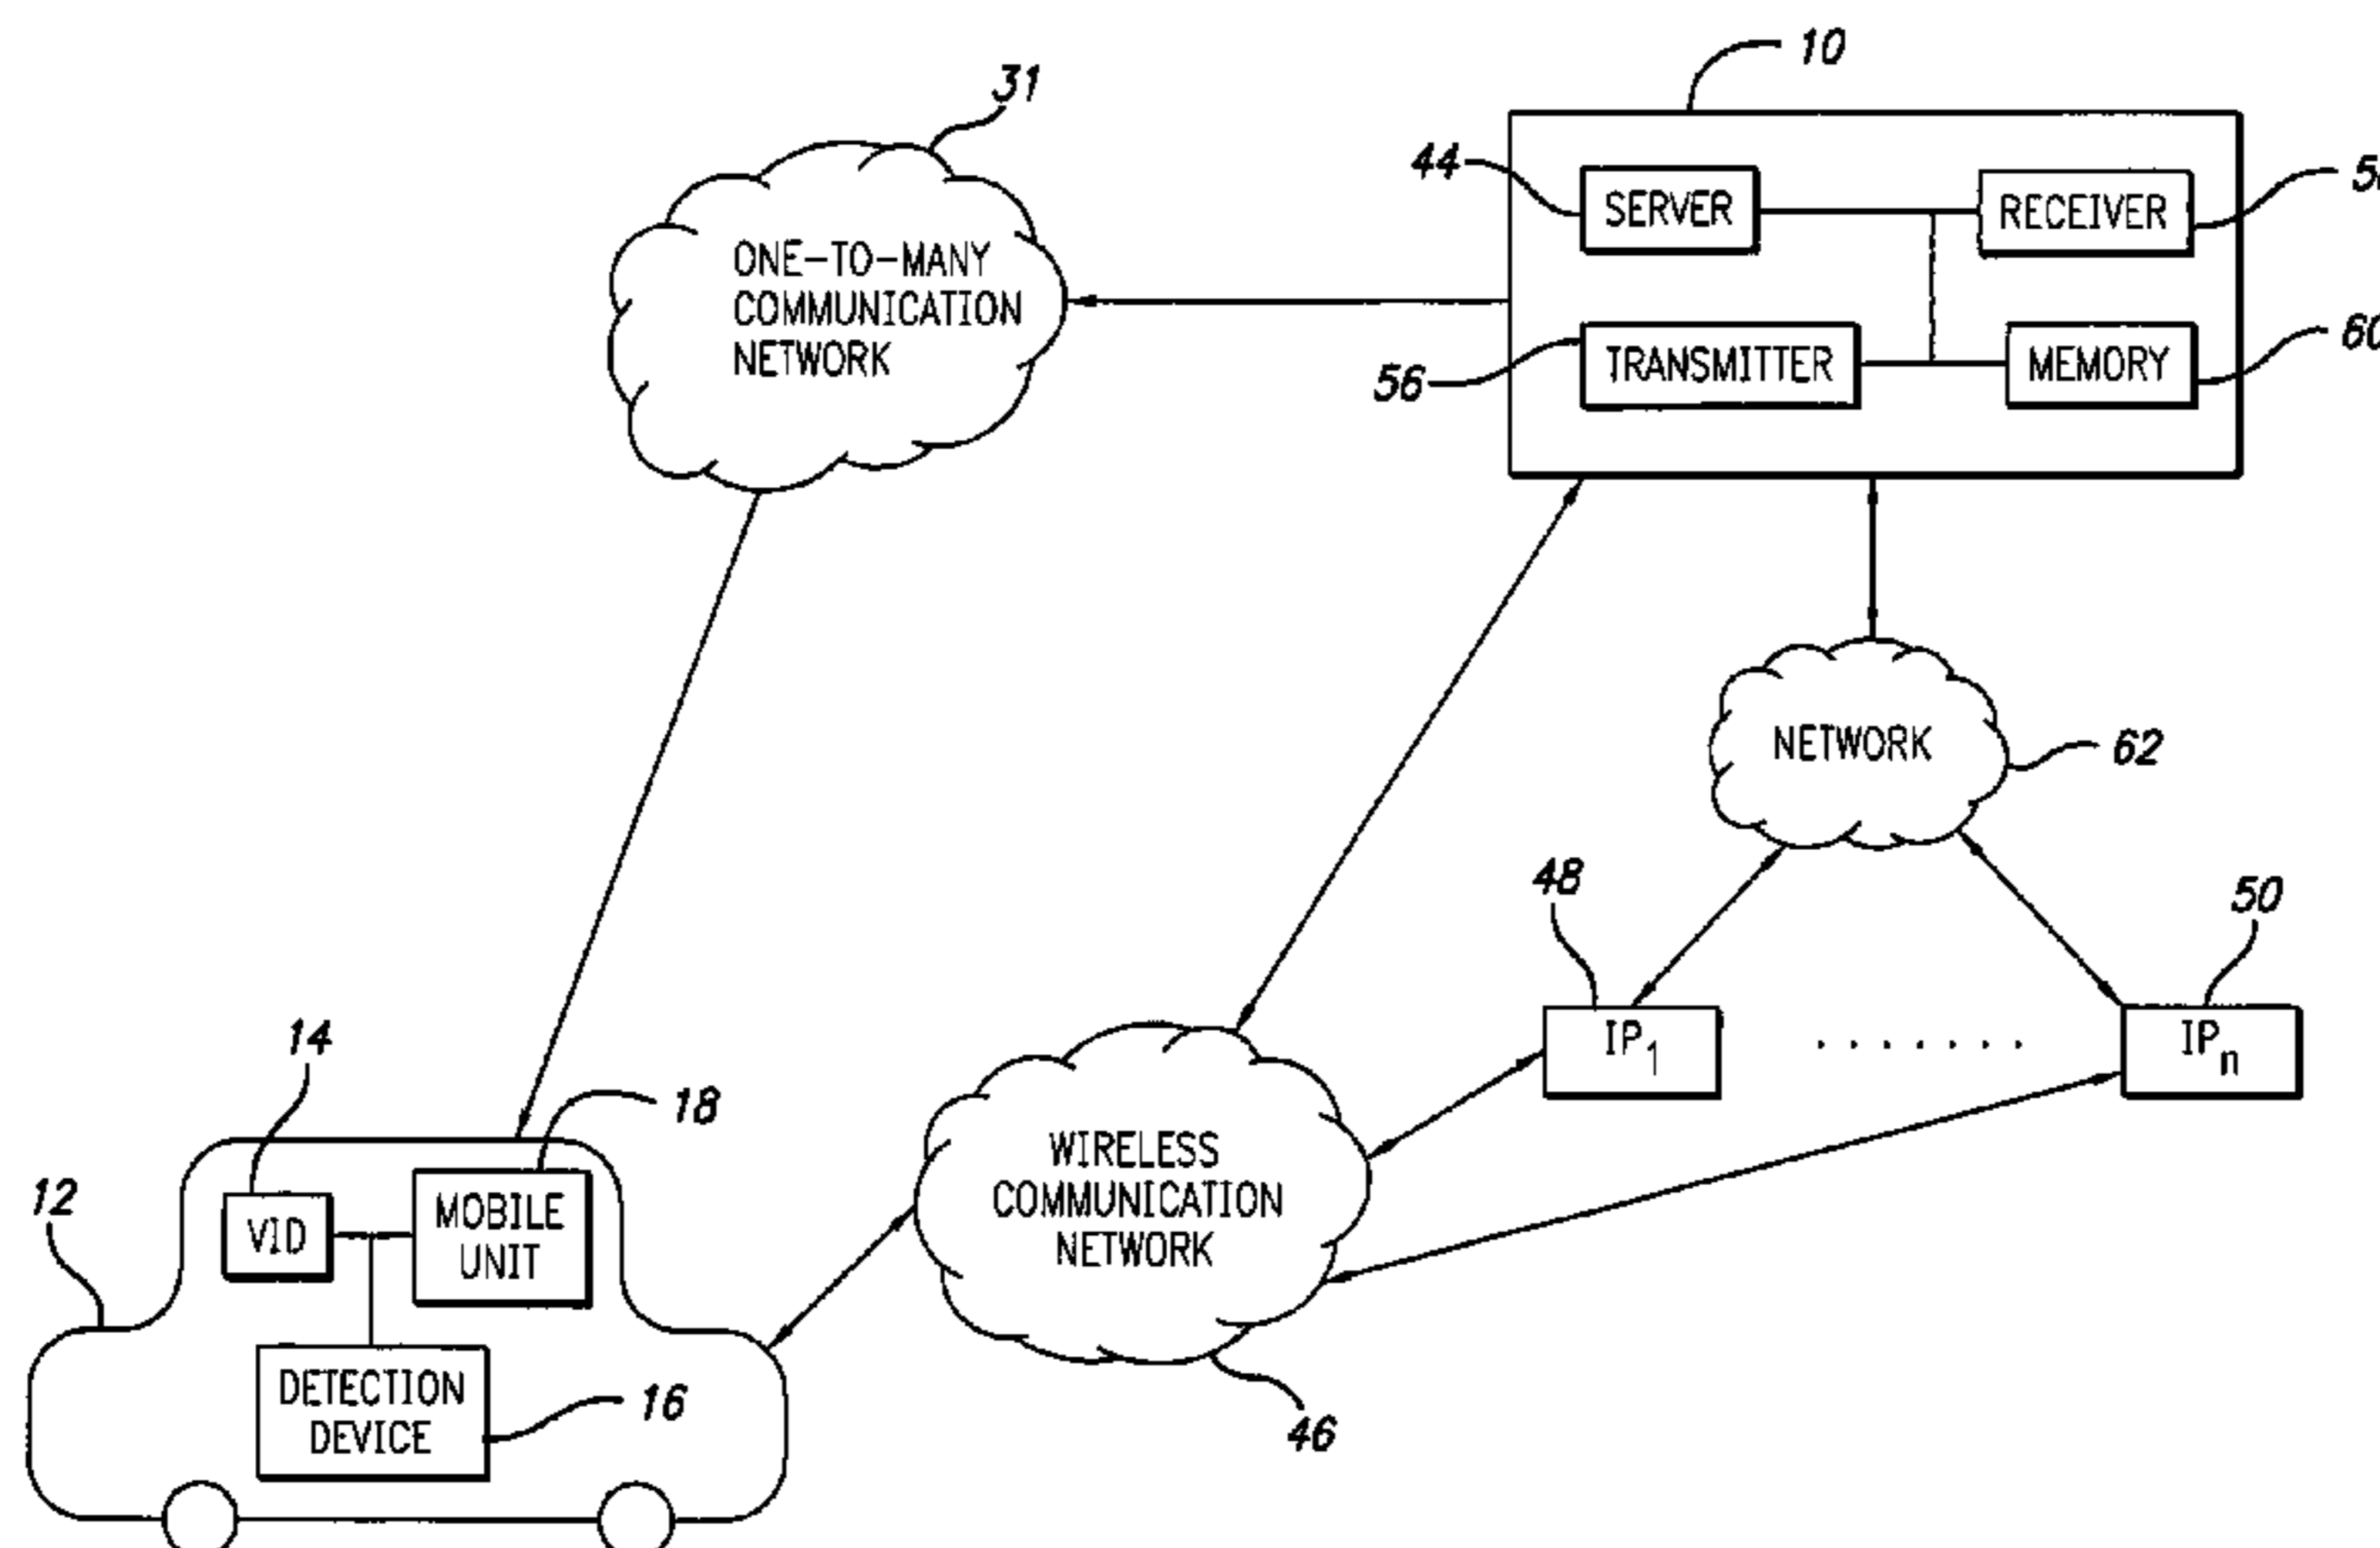 10
31
44
SERVER
RECEIVER
ONE-TO-MANY
COMMUNICATION
NETWORK
56
TRANSMITTER
MEMORY
60
NETWORK
62
48
50
IP1
. . . . . . .
IPn
14
18
12
VID
MOBILE
UNIT
WIRELESS
COMMUNICATION
NETWORK
DETECTION
DEVICE
16
46